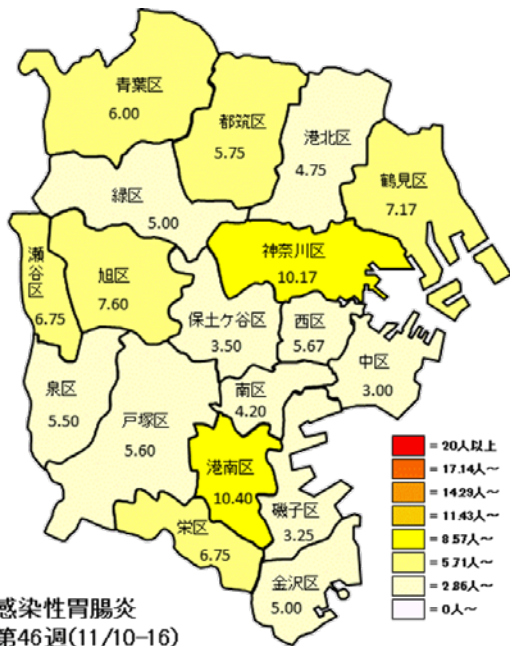 青葉区
6.00
都筑区
5.75
港北区
4.75
鶴見区
7.17
緑区
5.00
神奈川区
10.17
瀬谷区
6.75
旭区
7.60
保土ケ谷区
3.50
西区
5.67
中区
3.00
泉区
5.50
戸塚区
5.60
南区
4.20
港南区
10.40
磯子区
3.25
栄区
6.75
金沢区
5.00
= 20人以上
= 17.14人～
= 14.29人～
= 11.43人～
= 8.57人～
= 5.71人～
= 2.86人～
= 0人～
感染性胃腸炎
第46週(11/10-16)